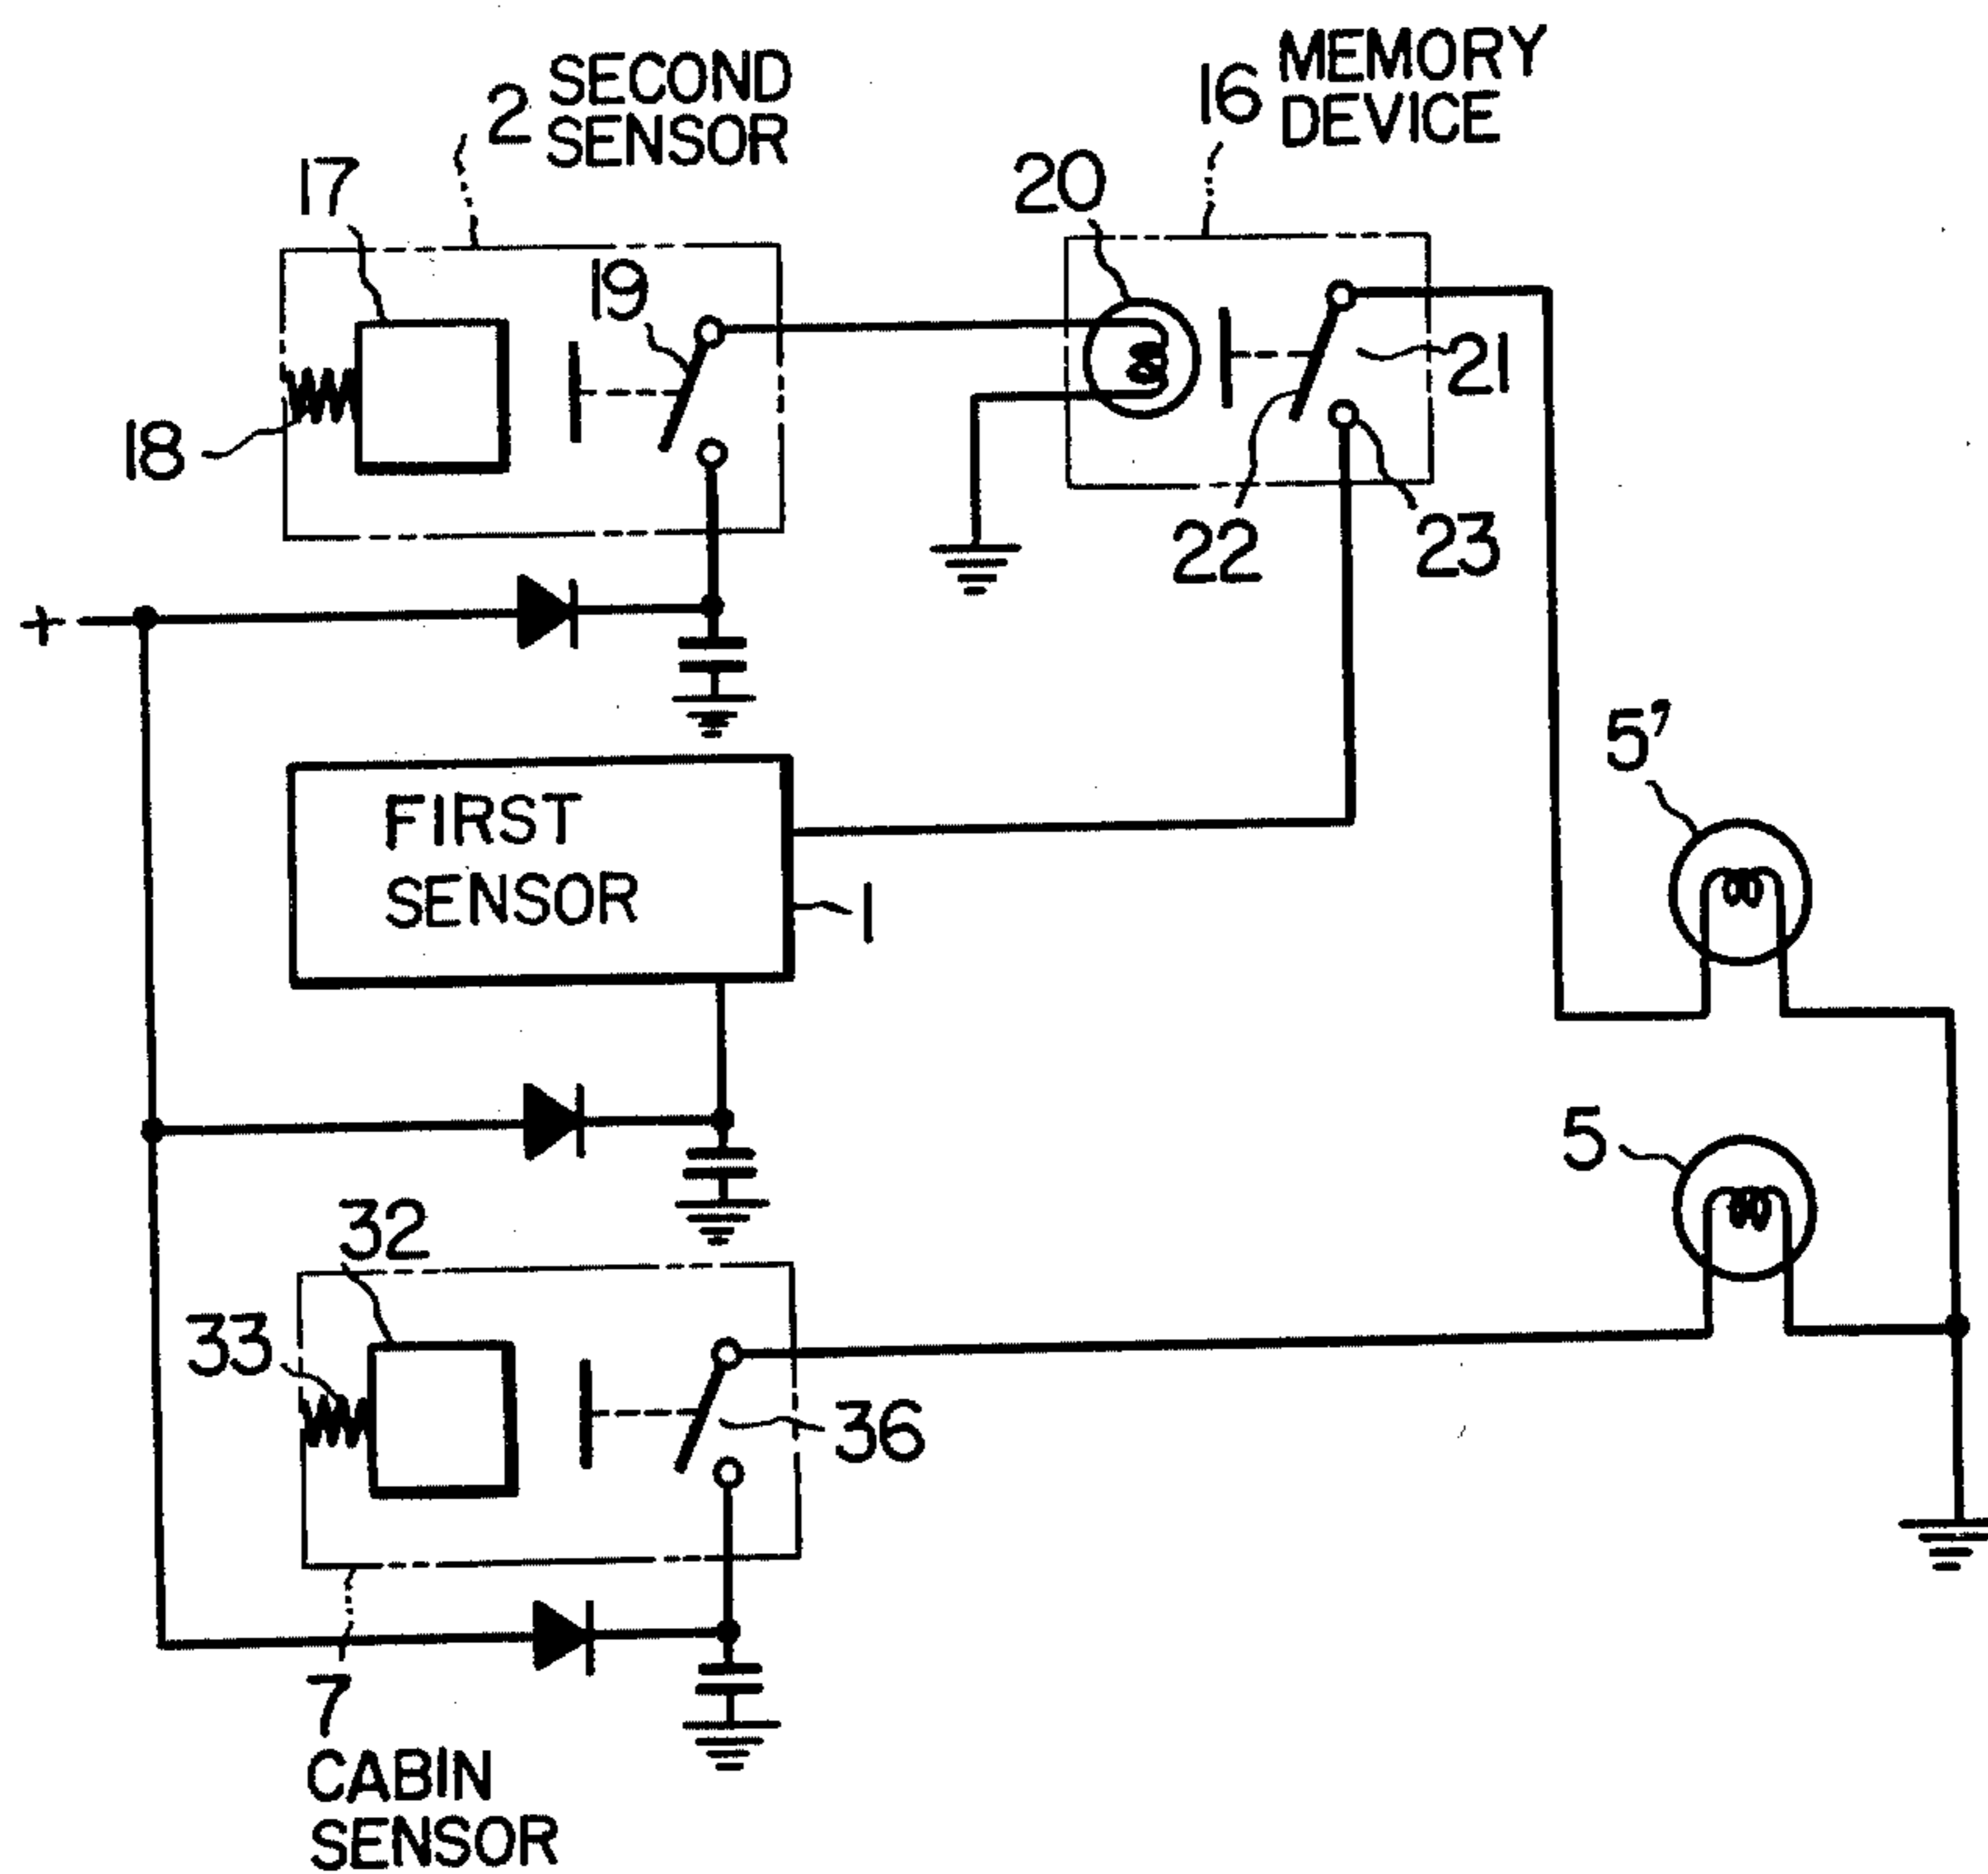 2 SECOND
SENSOR
16 MEMORY
DEVICE
17
20
19
21
18
22
23
+
5'
FIRST
SENSOR
1
5
32
33
36
7
CABIN
SENSOR